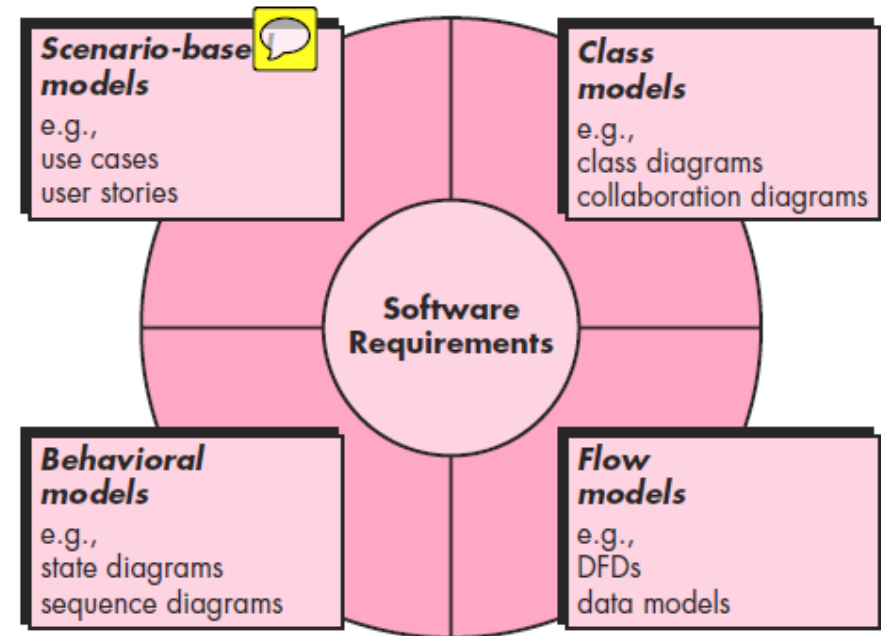 Scenario-based
models
e.g.,
use cases
user stories
Class
models
e.g.,
class diagrams
collaboration diagrams
Software
Requirements
Behavioral
models
e.g.,
state diagrams
sequence diagrams
Flow
models
e.g.,
DFDs
data models